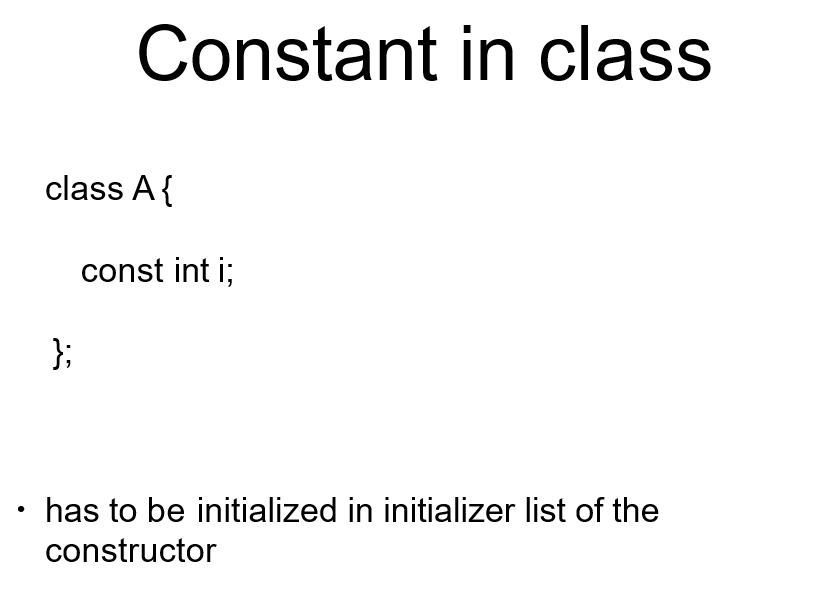 Constant in class
class A {
const int i;
};
• has to be initialized in initializer list of the
constructor